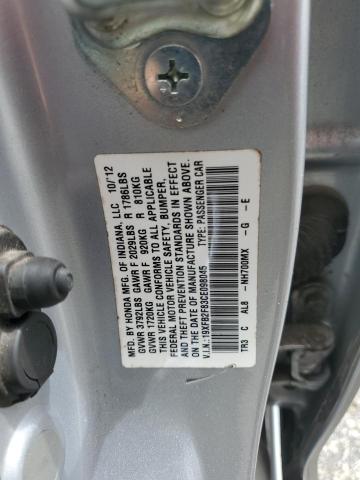 MFD. BY HONDA MFG. OF INDIANA, LLC 10/'12
GVWR 3792LBS GAWR F 2029LBS R 1786LBS
GVWR 1720KG GAWR F 920KG R 810KG
THIS VEHICLE CONFORMS TO ALL APPLICABLE
FEDERAL MOTOR VEHICLE SAFETY, BUMPER,
AND THEFT PREVENTION STANDARDS IN EFFECT
ON THE DATE OF MANUFACTURE SHOWN ABOVE.
V.I.N.:19XFB2F83CE098045 TYPE: PASSENGER CAR
TR3 C AL8 -NH700MX -G -E